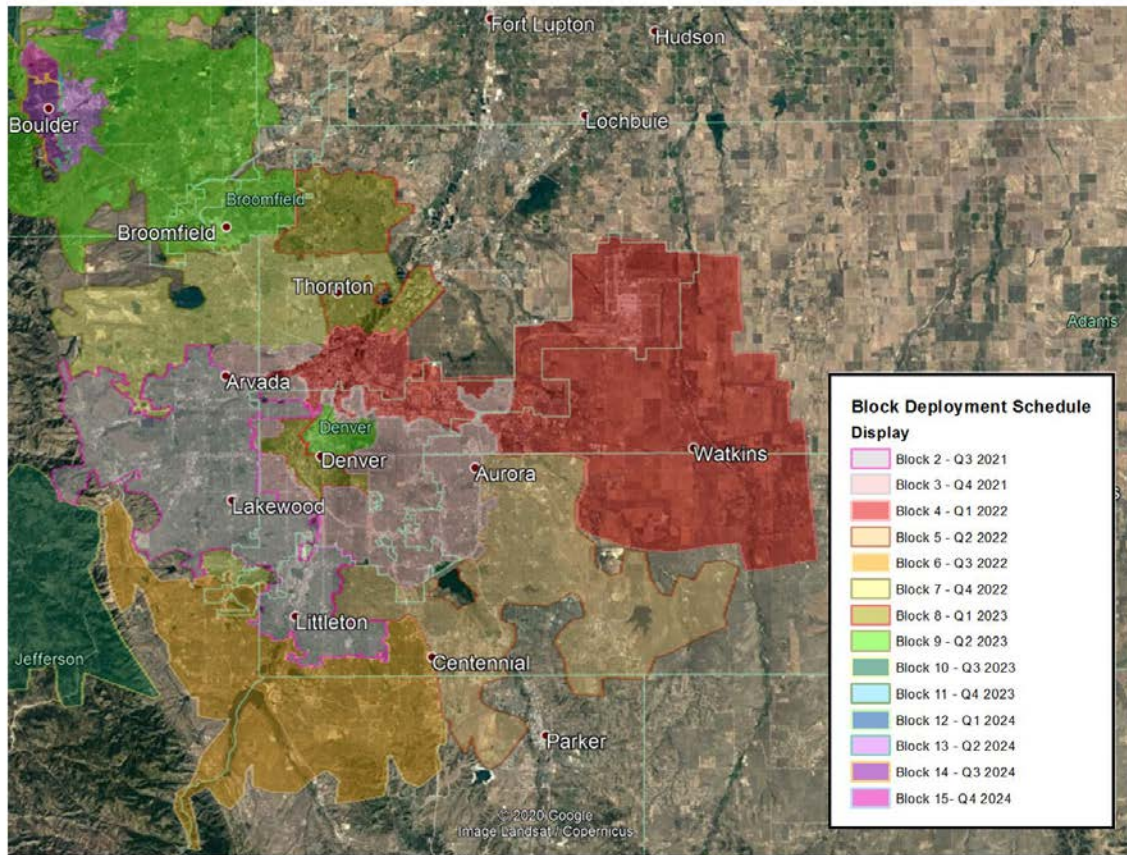 Fort Lupton
Hudson
Boulder
Lochbuie
Broomfield
Broomfield
Thornton
Adams
Arvada
Denver
Denver
Aurora
Watkins
Lakewood
Littleton
Jefferson
Centennial
Parker
© 2020 Google
Image Landsat / Copernicus
Block Deployment Schedule
Display
Block 2 - Q3 2021
Block 3 - Q4 2021
Block 4 - Q1 2022
Block 5 - Q2 2022
Block 6 - Q3 2022
Block 7 - Q4 2022
Block 8 - Q1 2023
Block 9 - Q2 2023
Block 10 - Q3 2023
Block 11 - Q4 2023
Block 12 - Q1 2024
Block 13 - Q2 2024
Block 14 - Q3 2024
Block 15- Q4 2024